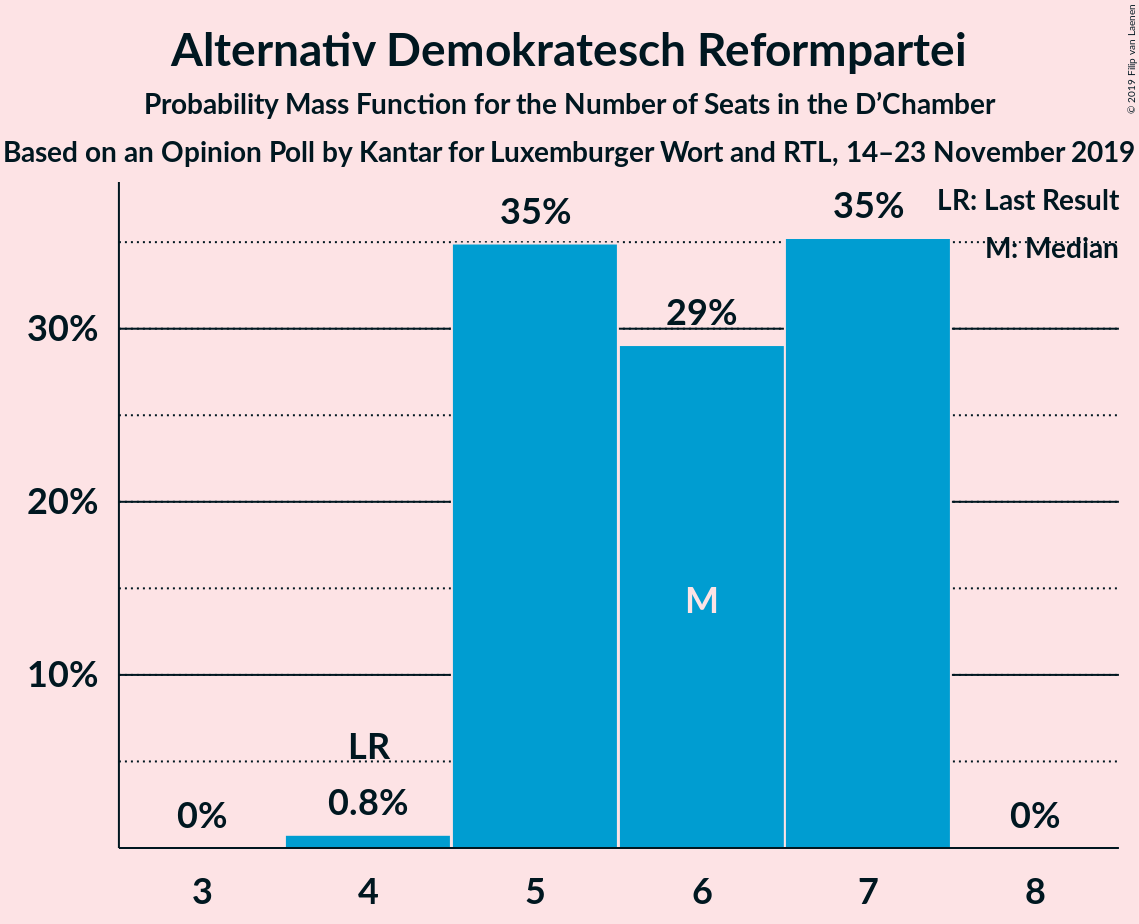 Alternativ Demokratesch Reformpartei
Probability Mass Function for the Number of Seats in the D’Chamber
Based on an Opinion Poll by Kantar for Luxemburger Wort and RTL, 14–23 November 2019
© 2019 Filip van Laenen
LR: Last Result
M: Median
35%
35%
29%
30%
20%
M
10%
LR
0.8%
0%
0%
3
4
5
6
7
8